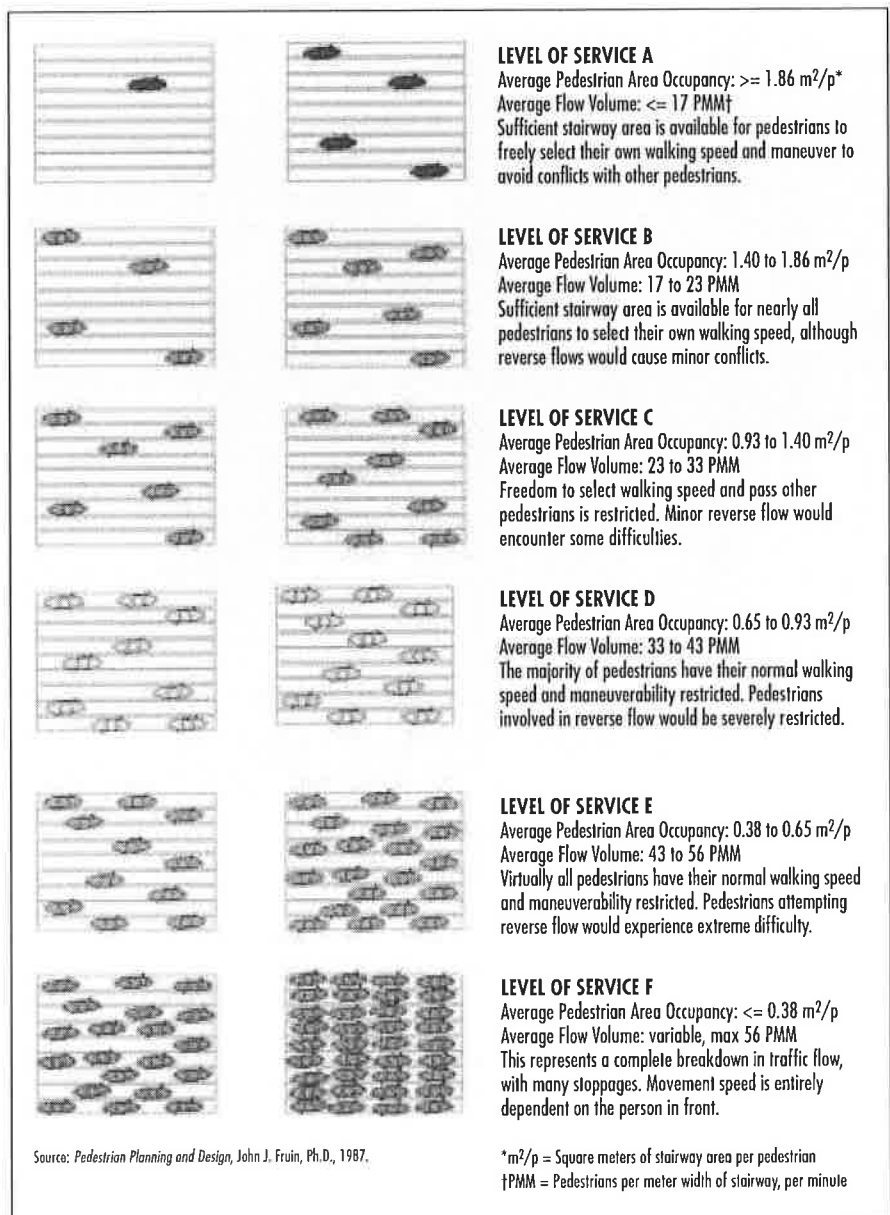 LEVEL OF SERVICE A
Average Pedestrian Area Occupancy: >= 1.86 m²/p*
Average Flow Volume: <= 17 PMM†
Sufficient stairway area is available for pedestrians to
freely select their own walking speed and maneuver to
avoid conflicts with other pedestrians.
LEVEL OF SERVICE B
Average Pedestrian Area Occupancy: 1.40 to 1.86 m²/p
Average Flow Volume: 17 to 23 PMM
Sufficient stairway area is available for nearly all
pedestrians to select their own walking speed, although
reverse flows would cause minor conflicts.
LEVEL OF SERVICE C
Average Pedestrian Area Occupancy: 0.93 to 1.40 m²/p
Average Flow Volume: 23 to 33 PMM
Freedom to select walking speed and pass other
pedestrians is restricted. Minor reverse flow would
encounter some difficulties.
LEVEL OF SERVICE D
Average Pedestrian Area Occupancy: 0.65 to 0.93 m²/p
Average Flow Volume: 33 to 43 PMM
The majority of pedestrians have their normal walking
speed and maneuverability restricted. Pedestrians
involved in reverse flow would be severely restricted.
LEVEL OF SERVICE E
Average Pedestrian Area Occupancy: 0.38 to 0.65 m²/p
Average Flow Volume: 43 to 56 PMM
Virtually all pedestrians have their normal walking speed
and maneuverability restricted. Pedestrians attempting
reverse flow would experience extreme difficulty.
LEVEL OF SERVICE F
Average Pedestrian Area Occupancy: <= 0.38 m²/p
Average Flow Volume: variable, max 56 PMM
This represents a complete breakdown in traffic flow,
with many stoppages. Movement speed is entirely
dependent on the person in front.
Source: Pedestrian Planning and Design, John J. Fruin, Ph.D., 1987.
*m²/p = Square meters of stairway area per pedestrian
†PMM = Pedestrians per meter width of stairway, per minute